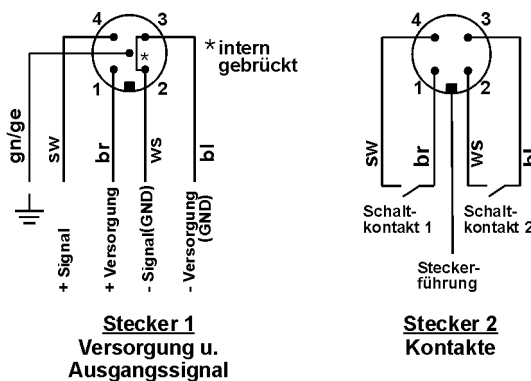 4 3
* intern
gebrückt
*
1 2
gn/ge
sw
br
ws
bl
+ Signal
+ Versorgung
- Signal(GND)
- Versorgung
(GND)
Stecker 1
Versorgung u.
Ausgangssignal
4 3
1 2
sw
br
ws
bl
Schalt-
kontakt 1
Schalt-
kontakt 2
Stecker-
führung
Stecker 2
Kontakte